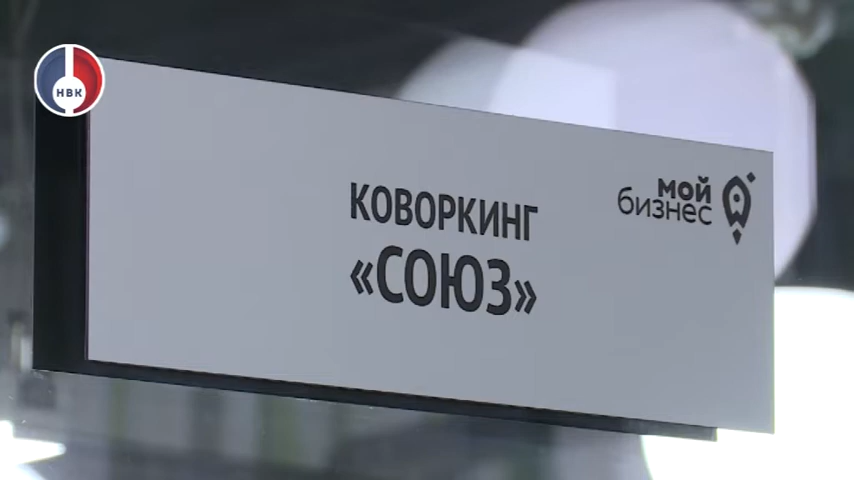 НВК
КОВОРКИНГ
«СОЮЗ»
мой
бизнес